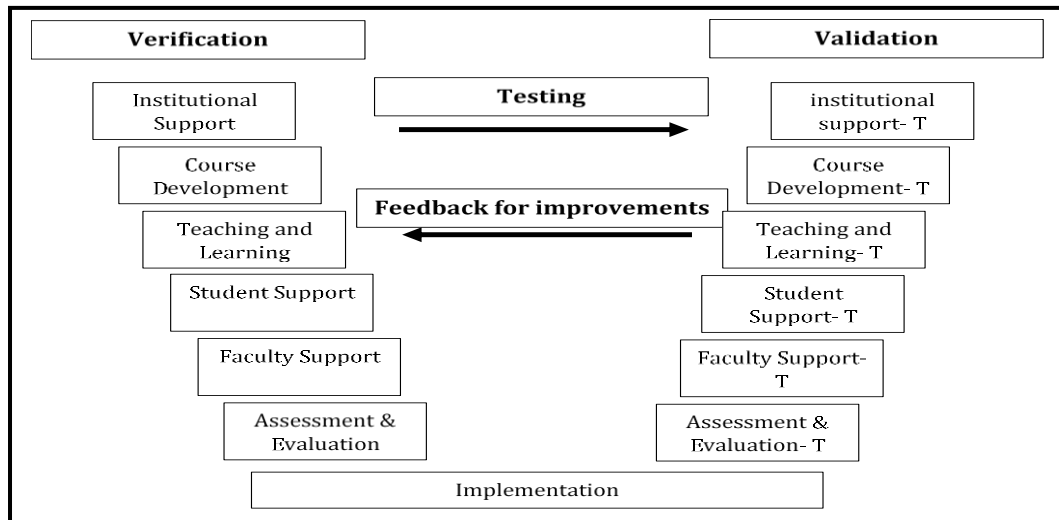 Verification
Validation
Testing
Institutional
Support
institutional
support- T
Course
Development
Course
Development- T
Feedback for improvements
Teaching and
Learning
Teaching and
Learning- T
Student Support
Student
Support- T
Faculty Support
Faculty Support-
T
Assessment &
Evaluation
Assessment &
Evaluation- T
Implementation